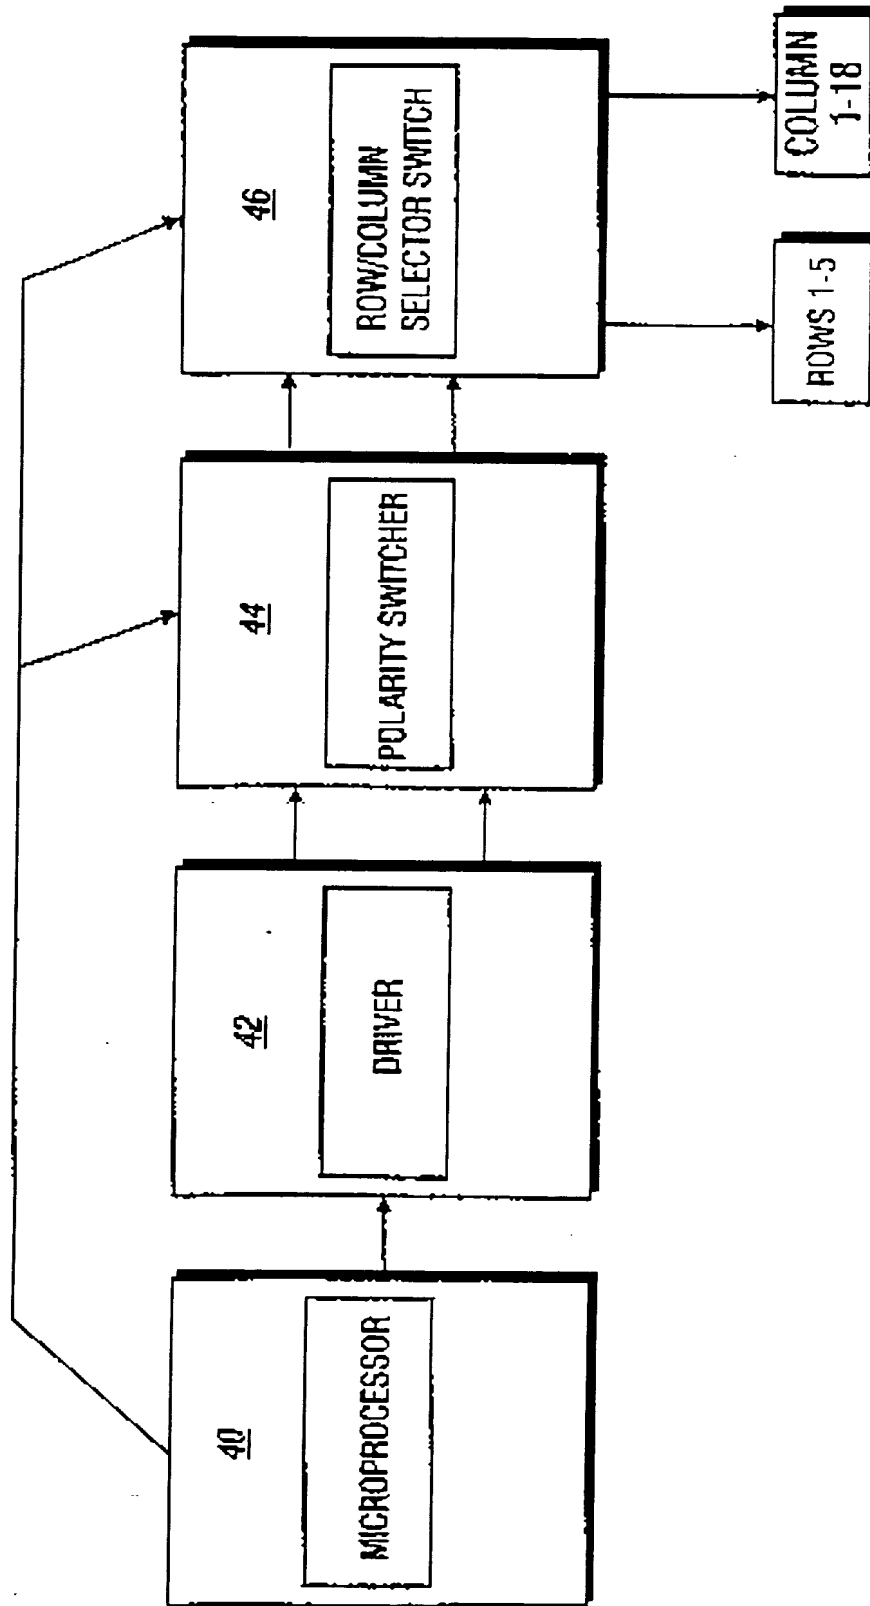 40
MICROPROCESSOR
42
DRIVER
44
POLARITY SWITCHER
46
ROW/COLUMN
SELECTOR SWITCH
ROWS 1-5
COLUMN
1-18